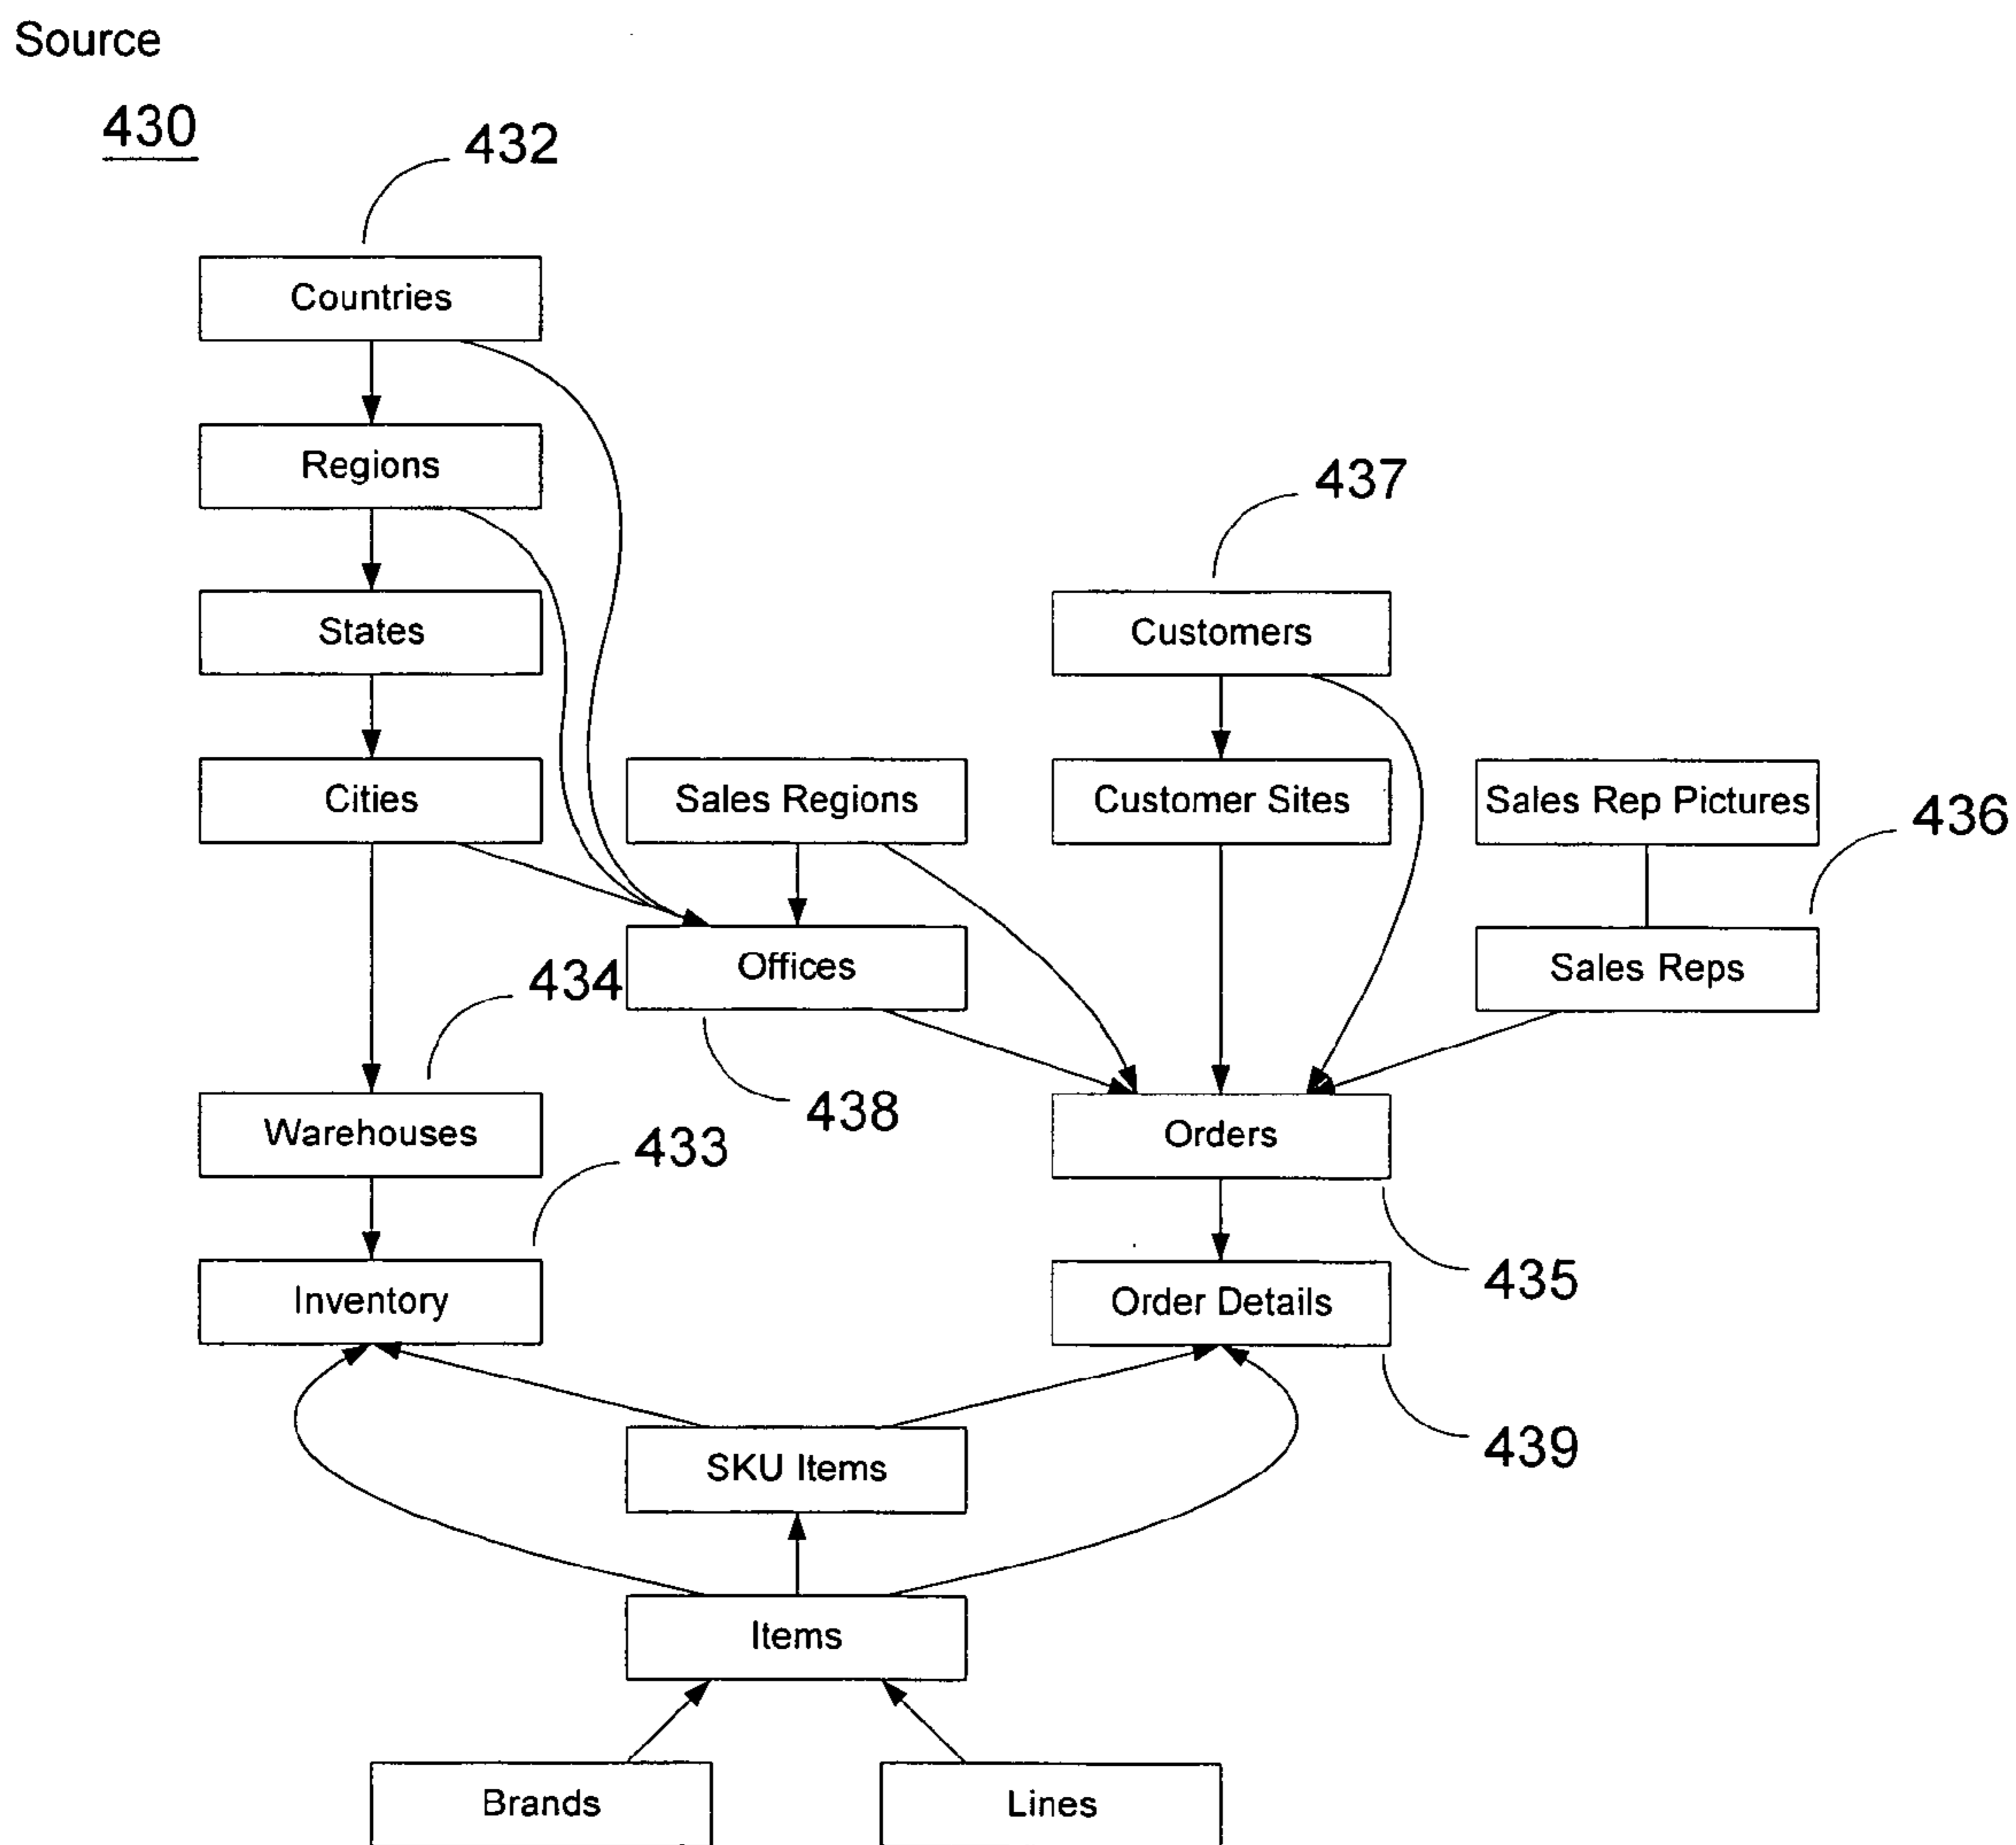 Source
430
432
Countries
Regions
437
States
Customers
Cities
Sales Regions
Customer Sites
Sales Rep Pictures
436
434
Offices
Sales Reps
438
Warehouses
433
Orders
435
Inventory
Order Details
439
SKU Items
Items
Brands
Lines